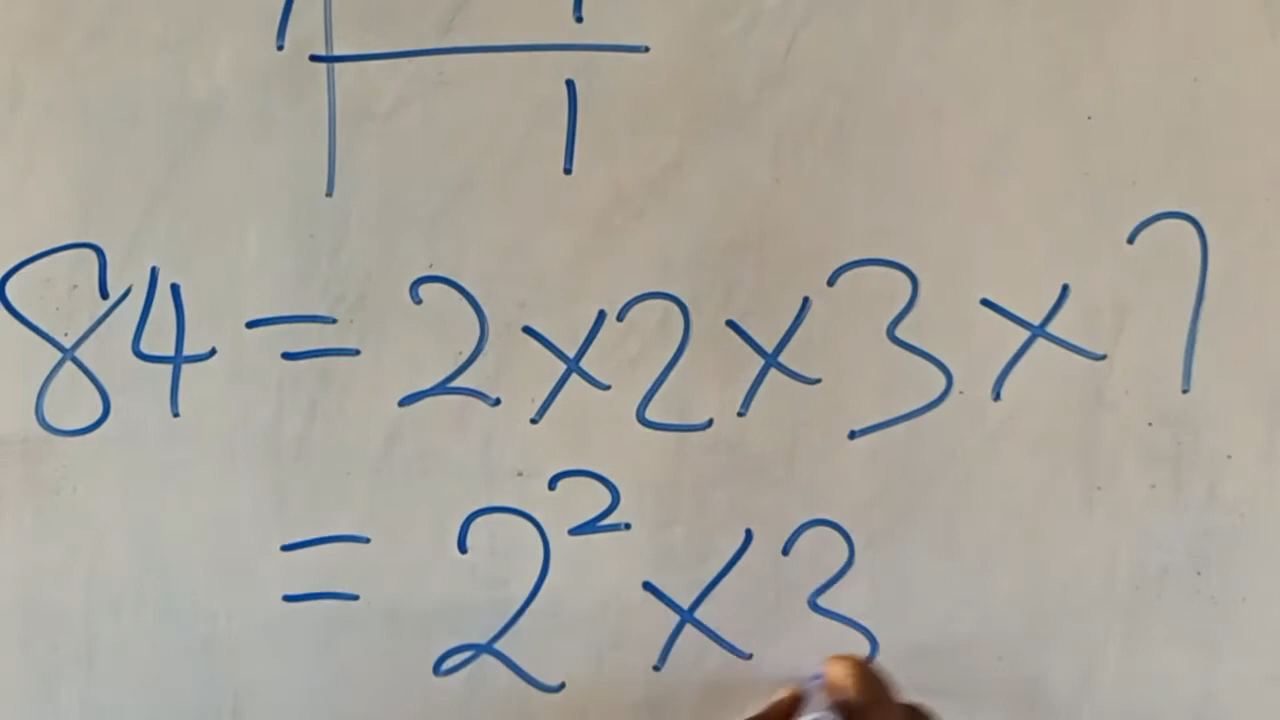 1
84 = 2 × 2 × 3 × 7
= 2² × 3